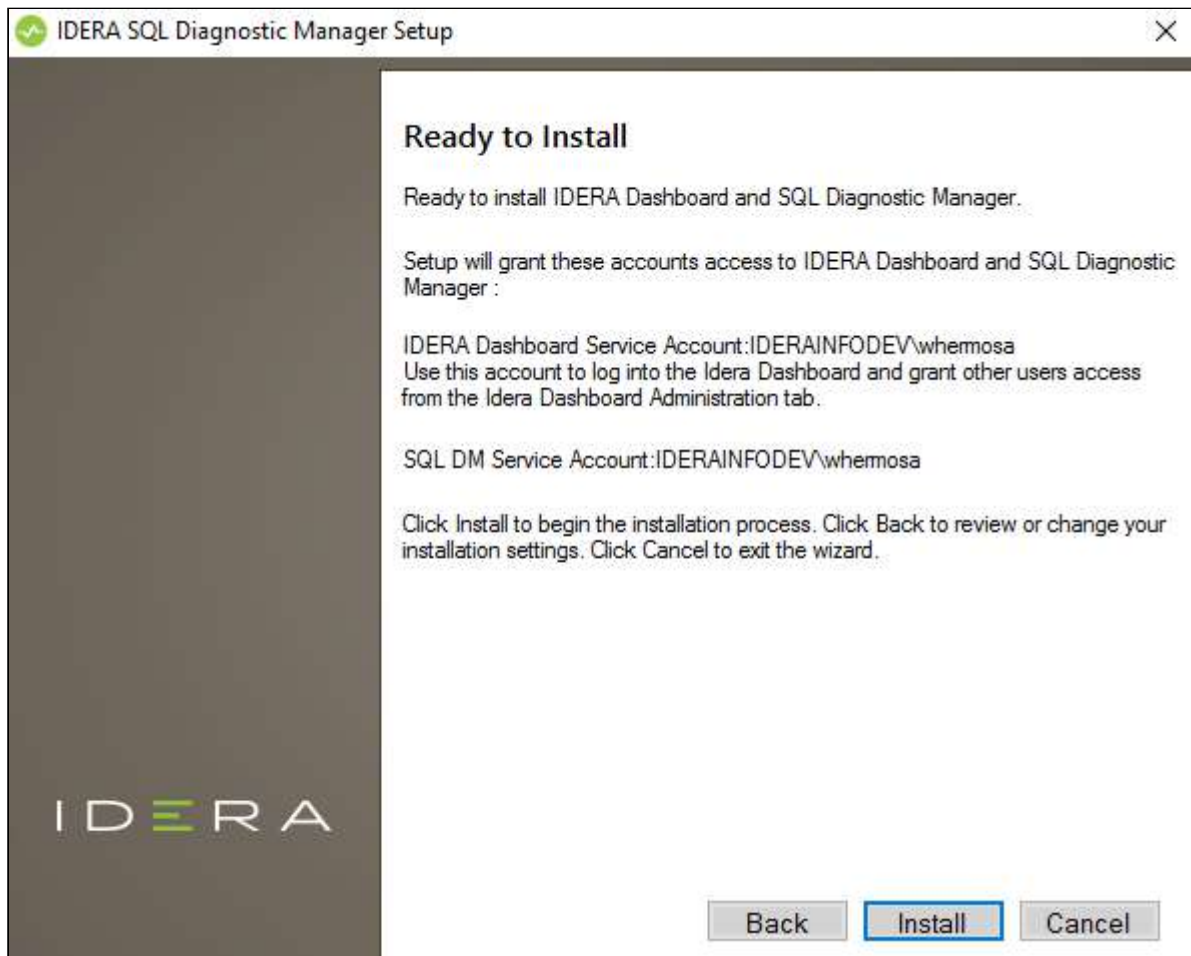 IDERA SQL Diagnostic Manager Setup
Ready to Install
Ready to install IDERA Dashboard and SQL Diagnostic Manager.
Setup will grant these accounts access to IDERA Dashboard and SQL Diagnostic
Manager :
IDERA Dashboard Service Account:IDERAINFODEV\whermosa
Use this account to log into the Idera Dashboard and grant other users access
from the Idera Dashboard Administration tab.
SQL DM Service Account:IDERAINFODEV\whermosa
Click Install to begin the installation process. Click Back to review or change your
installation settings. Click Cancel to exit the wizard.
IDERA
Back Install Cancel